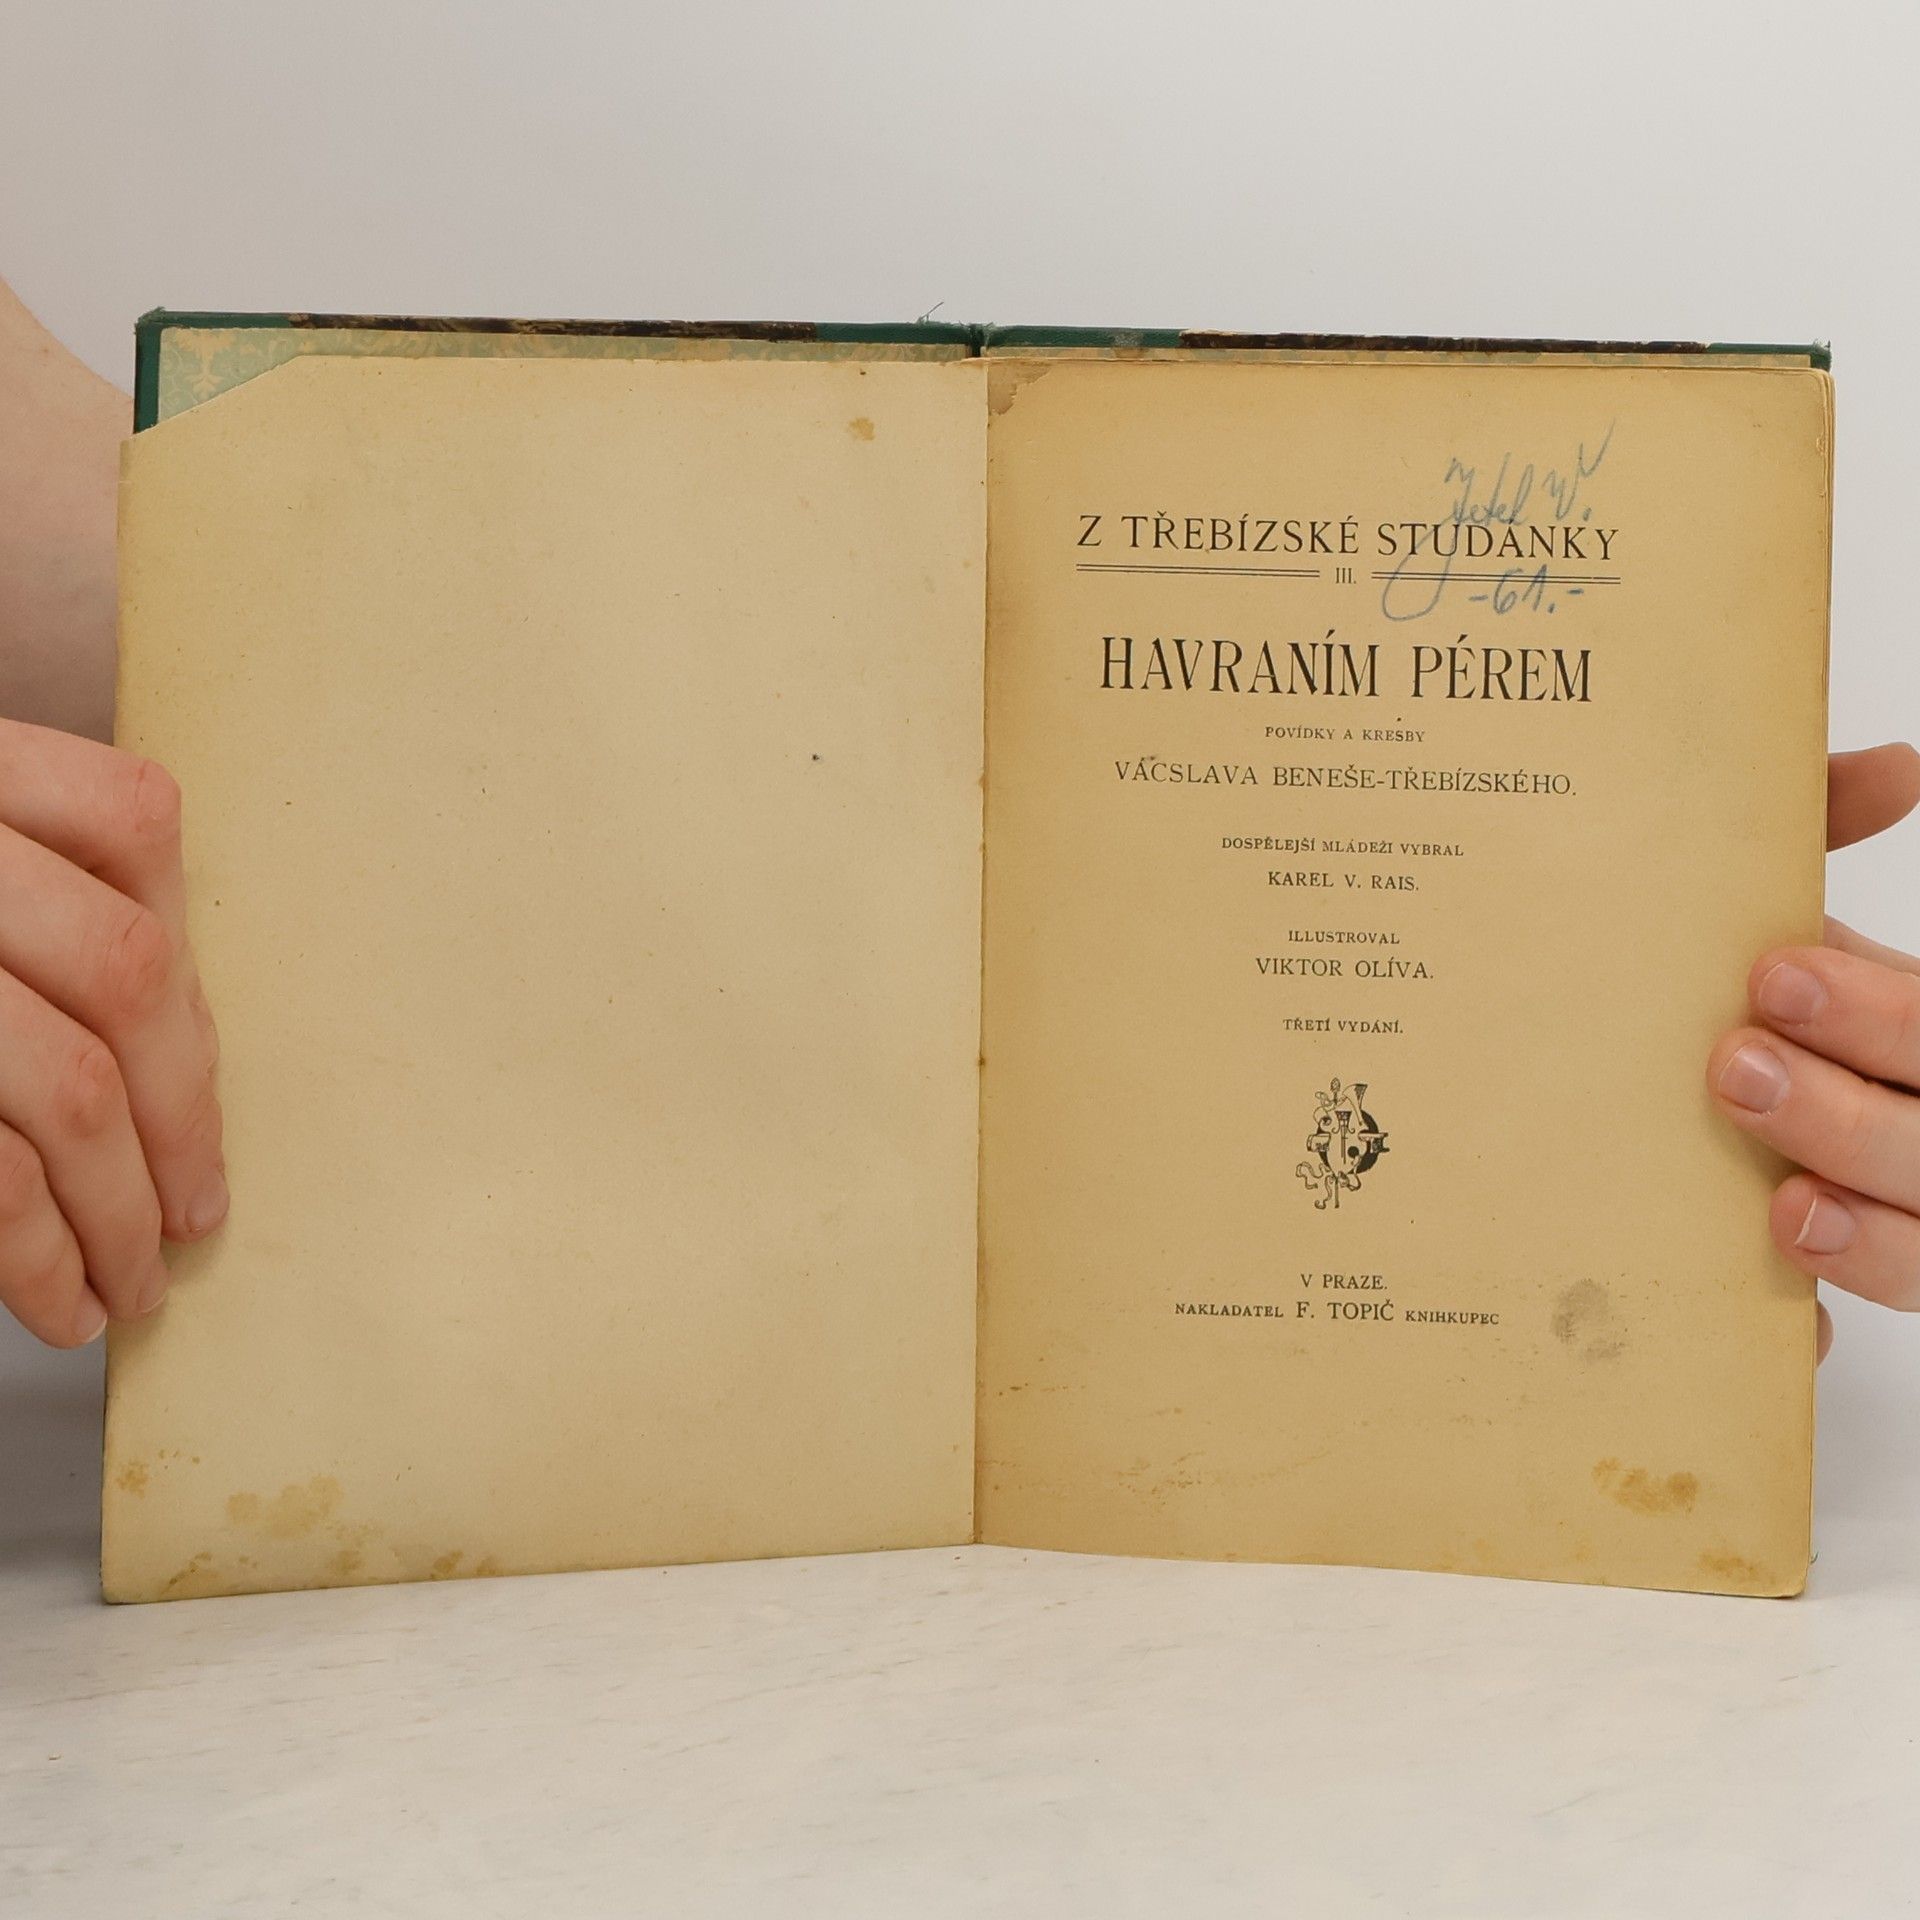 Jetel V.
Z TŘEBÍZSKÉ STUDÁNKY
III.
-61.-
HAVRANÍM PÉREM
POVÍDKY A KRESBY
VÁCSLAVA BENEŠE-TŘEBÍZSKÉHO.
DOSPĚLEJŠÍ MLÁDEŽI VYBRAL
KAREL V. RAIS.
ILLUSTROVAL
VIKTOR OLÍVA.
TŘETÍ VYDÁNÍ.
V PRAZE.
NAKLADATEL F. TOPIČ KNIHKUPEC